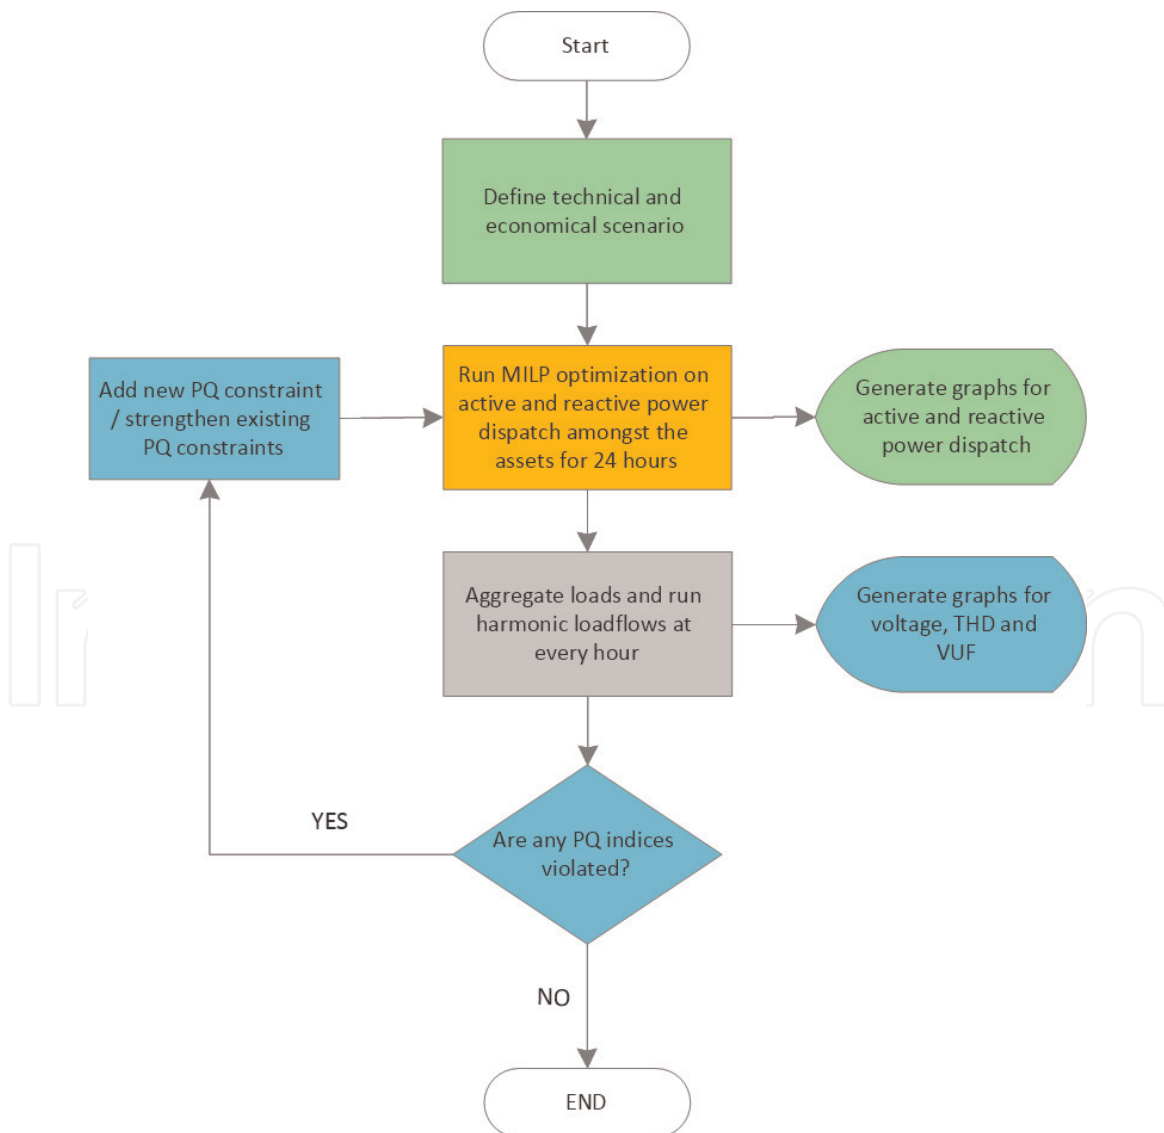 Start
Define technical and
economical scenario
Add new PQ constraint
/ strengthen existing
PQ constraints
Run MILP optimization on
active and reactive power
dispatch amongst the
assets for 24 hours
Generate graphs for
active and reactive
power dispatch
Aggregate loads and run
harmonic loadflows at
every hour
Generate graphs for
voltage, THD and
VUF
YES
Are any PQ indices
violated?
NO
END